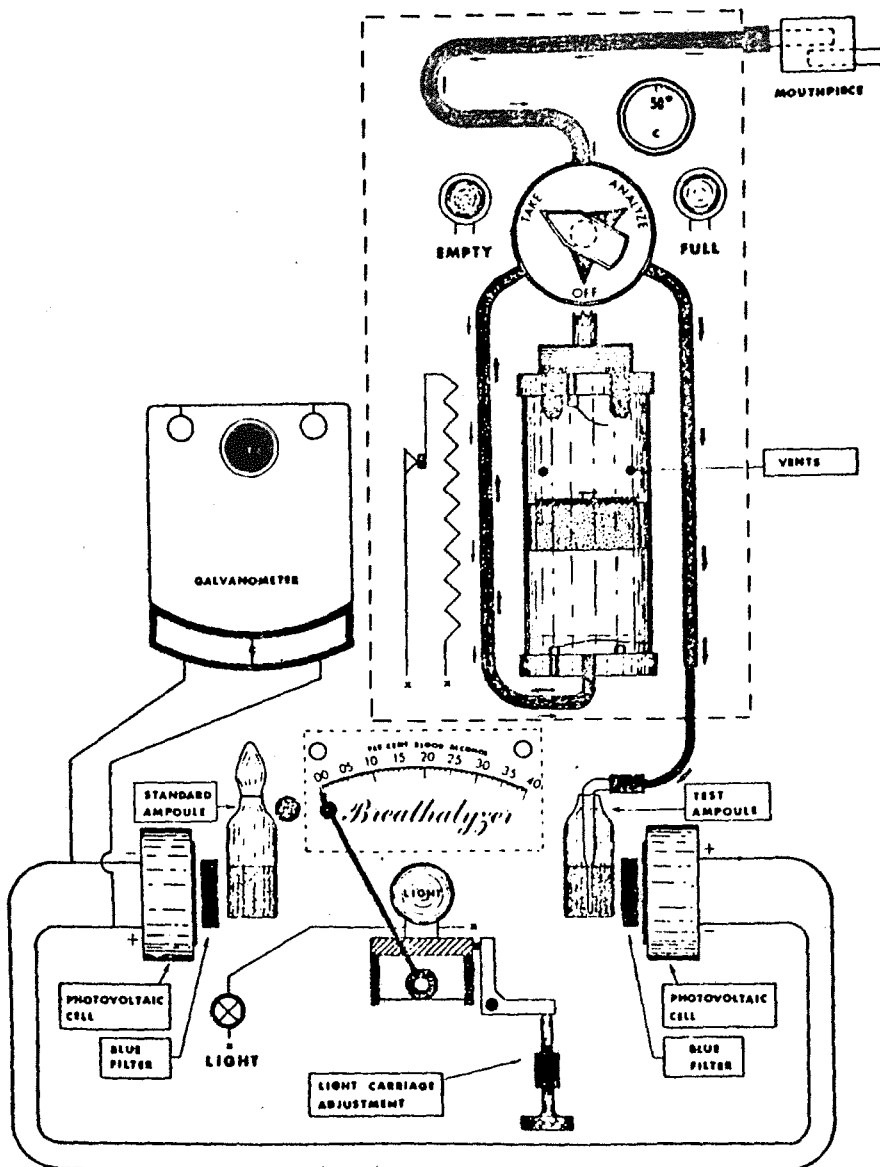 MOUTHPIECE
50°
C
TAKE
ANALYZE
OFF
EMPTY
FULL
VENTS
GALVANOMETER
PER CENT BLOOD ALCOHOL
00 05 10 15 20 25 30 35 40
Breathalyzer
STANDARD
AMPOULE
TEST
AMPOULE
LIGHT
PHOTOVOLTAIC
CELL
BLUE
FILTER
LIGHT
LIGHT CARRIAGE
ADJUSTMENT
PHOTOVOLTAIC
CELL
BLUE
FILTER